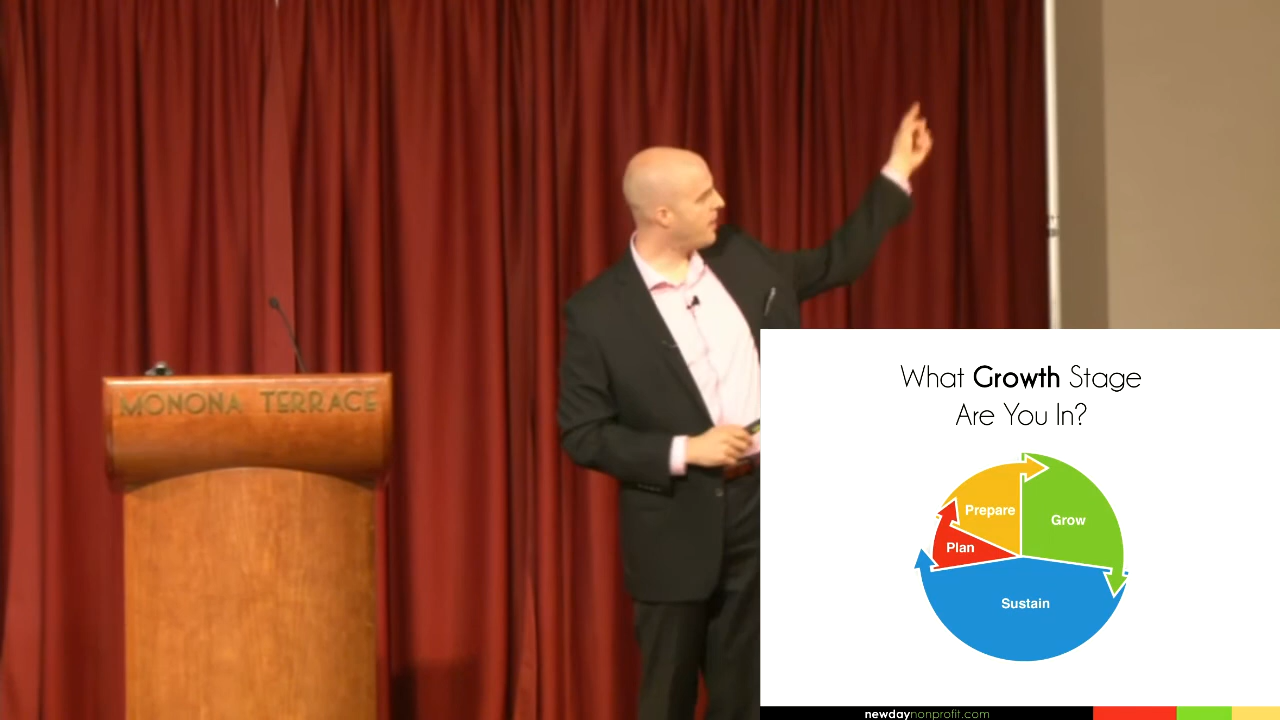 MONONA TERRACE
What Growth Stage
Are You In?
Prepare
Grow
Plan
Sustain
newdaynonprofit.com